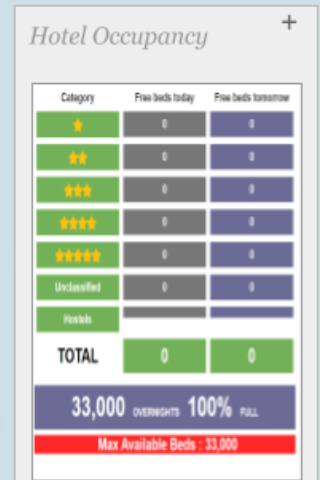 Hotel Occupancy +
Category Free beds today Free beds tomorrow
0 0
0 0
0 0
0 0
0 0
Unclassified 0 0
Hostels
TOTAL 0 0
33,000 OVERNIGHTS 100% FULL
Max Available Beds : 33,000